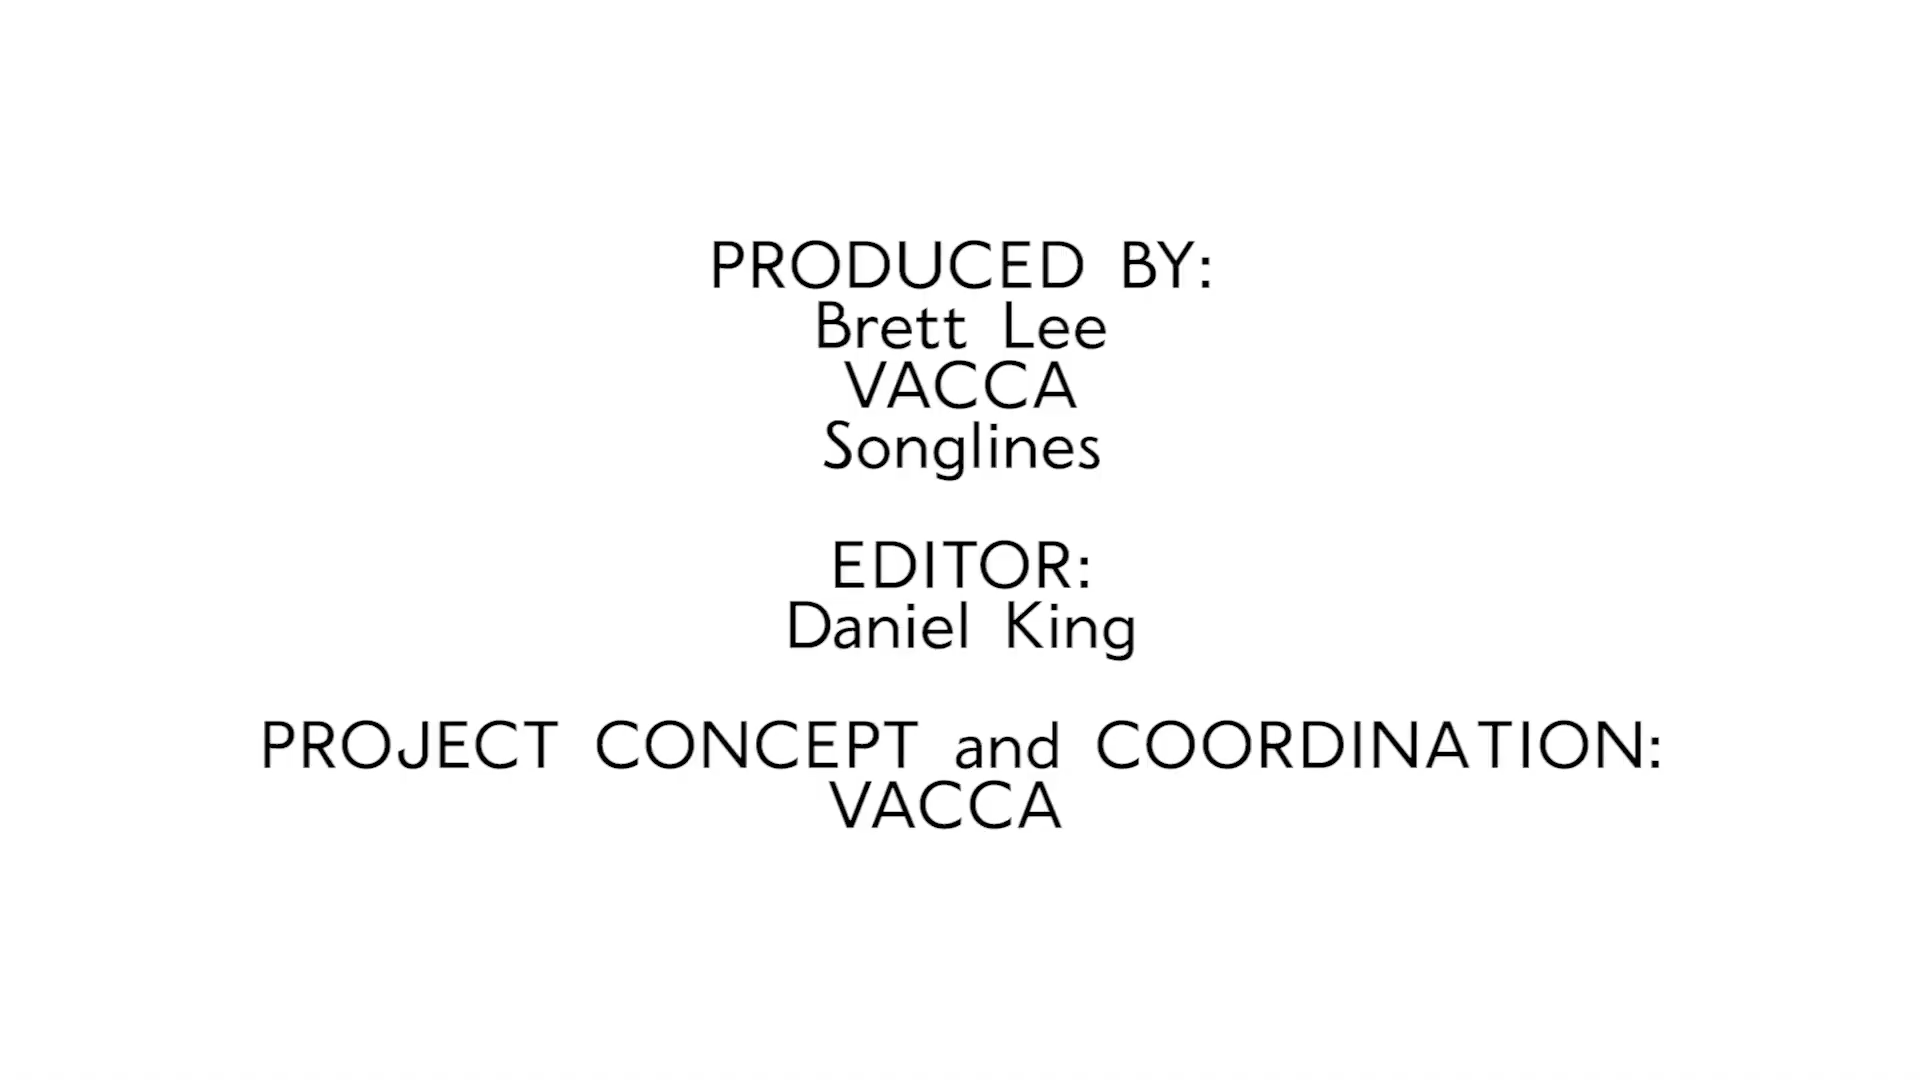 PRODUCED BY:
Brett Lee
VACCA
Songlines
EDITOR:
Daniel King
PROJECT CONCEPT and COORDINATION:
VACCA